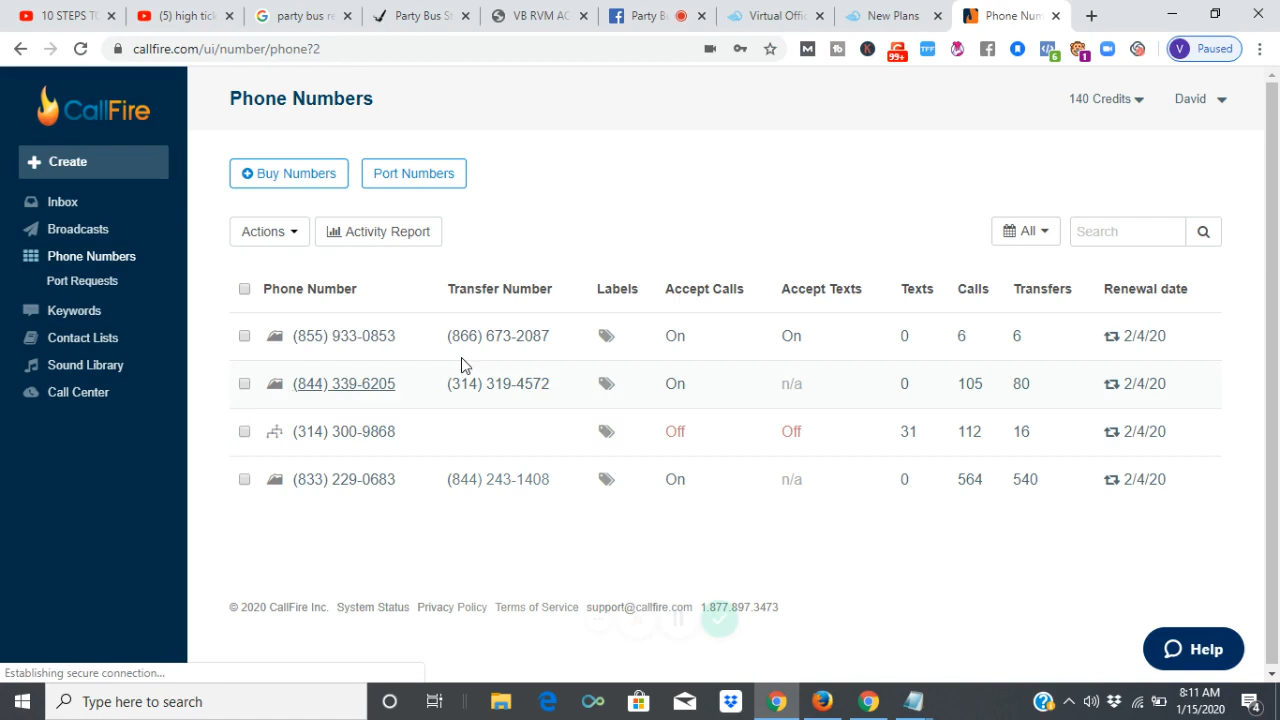 10 STEPS TO
(5) high tick
party bus re
Party Bus St
VB RVM AC
Party B
Virtual Offic
New Plans
Phone Num
callfire.com/ui/number/phone?2
99+
TFF
6
1
V Paused
CallFire
Phone Numbers
140 Credits
David
Create
Buy Numbers
Port Numbers
Inbox
Broadcasts
Phone Numbers
Port Requests
Keywords
Contact Lists
Sound Library
Call Center
Actions
Activity Report
All
Search
Phone Number Transfer Number Labels Accept Calls Accept Texts Texts Calls Transfers Renewal date
(855) 933-0853 (866) 673-2087 On On 0 6 6 2/4/20
(844) 339-6205 (314) 319-4572 On n/a 0 105 80 2/4/20
(314) 300-9868 Off Off 31 112 16 2/4/20
(833) 229-0683 (844) 243-1408 On n/a 0 564 540 2/4/20
© 2020 CallFire Inc. System Status Privacy Policy Terms of Service support@callfire.com 1.877.897.3473
Help
Establishing secure connection...
Type here to search
8:11 AM
1/15/2020
4